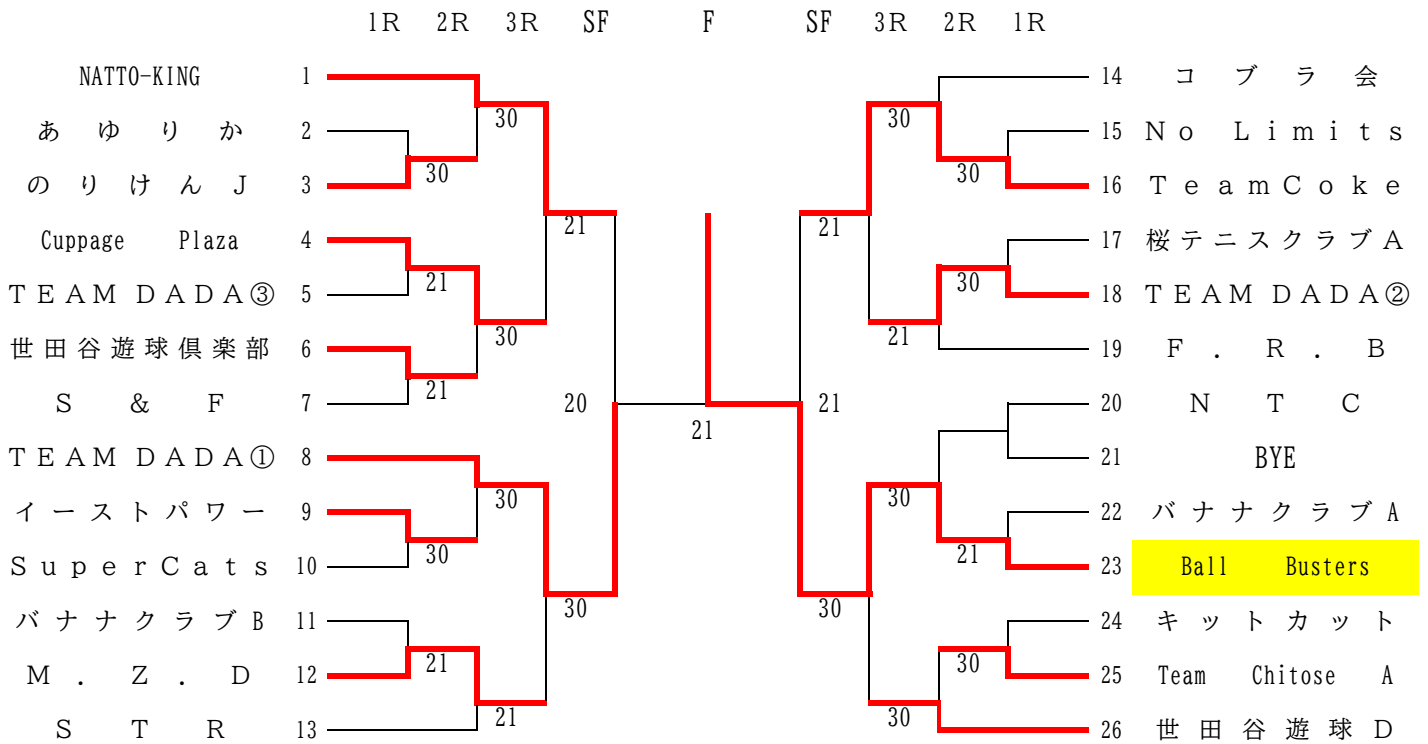 1R 2R 3R SF F SF 3R 2R 1R
NATTO-KING 1 14 コブラ会
30 30
あゆりか 2 15 No Limits
30 30
のりけんJ 3 16 TeamCoke
21 21
Cuppage Plaza 4 17 桜テニスクラブA
21 30
TEAM DADA③ 5 18 TEAM DADA②
30 21
世田谷遊球倶楽部 6 19 F.R.B
21
S & F 7 20 21 20 NTC
21
TEAM DADA① 8 21 BYE
30 30
イーストパワー 9 22 バナナクラブA
30 21
SuperCats 10 23 Ball Busters
30 30
バナナクラブB 11 24 キットカット
21 30
M.Z.D 12 25 Team Chitose A
21 30
STR 13 26 世田谷遊球D